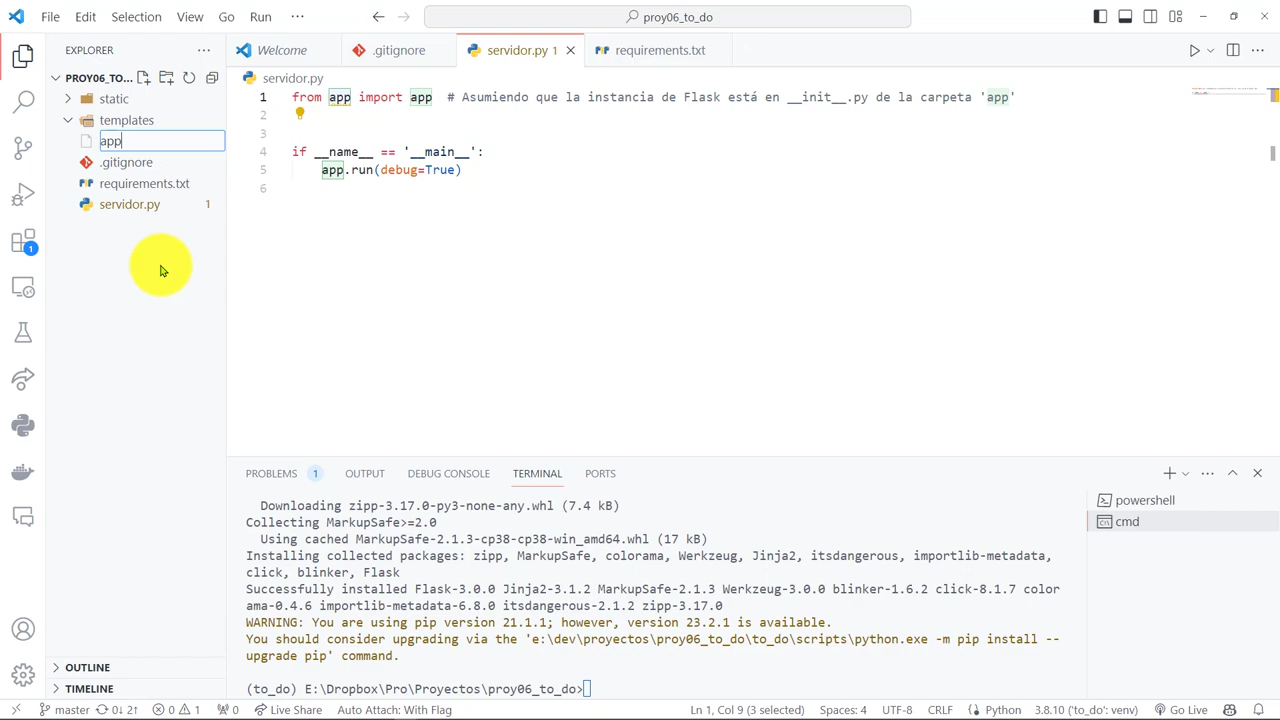 File Edit Selection View Go Run ··· proy06_to_do
EXPLORER ···
PROY06_TO...
static
templates
app
.gitignore
requirements.txt
servidor.py 1
Welcome .gitignore servidor.py 1 requirements.txt
servidor.py
1 from app import app # Asumiendo que la instancia de Flask está en __init__.py de la carpeta 'app'
2
3
4 if __name__ == '__main__':
5 app.run(debug=True)
6
1
PROBLEMS 1 OUTPUT DEBUG CONSOLE TERMINAL PORTS
Downloading zipp-3.17.0-py3-none-any.whl (7.4 kB)
Collecting MarkupSafe>=2.0
Using cached MarkupSafe-2.1.3-cp38-cp38-win_amd64.whl (17 kB)
Installing collected packages: zipp, MarkupSafe, colorama, Werkzeug, Jinja2, itsdangerous, importlib-metadata,
click, blinker, Flask
Successfully installed Flask-3.0.0 Jinja2-3.1.2 MarkupSafe-2.1.3 Werkzeug-3.0.0 blinker-1.6.2 click-8.1.7 color
ama-0.4.6 importlib-metadata-6.8.0 itsdangerous-2.1.2 zipp-3.17.0
WARNING: You are using pip version 21.1.1; however, version 23.2.1 is available.
You should consider upgrading via the 'e:\dev\proyectos\proy06_to_do\to_do\scripts\python.exe -m pip install --
upgrade pip' command.
(to_do) E:\Dropbox\Pro\Proyectos\proy06_to_do>
powershell
cmd
OUTLINE
TIMELINE
master 0↓ 2↑ 0 1 0 Live Share Auto Attach: With Flag Ln 1, Col 9 (3 selected) Spaces: 4 UTF-8 CRLF Python 3.8.10 ('to_do': venv) Go Live